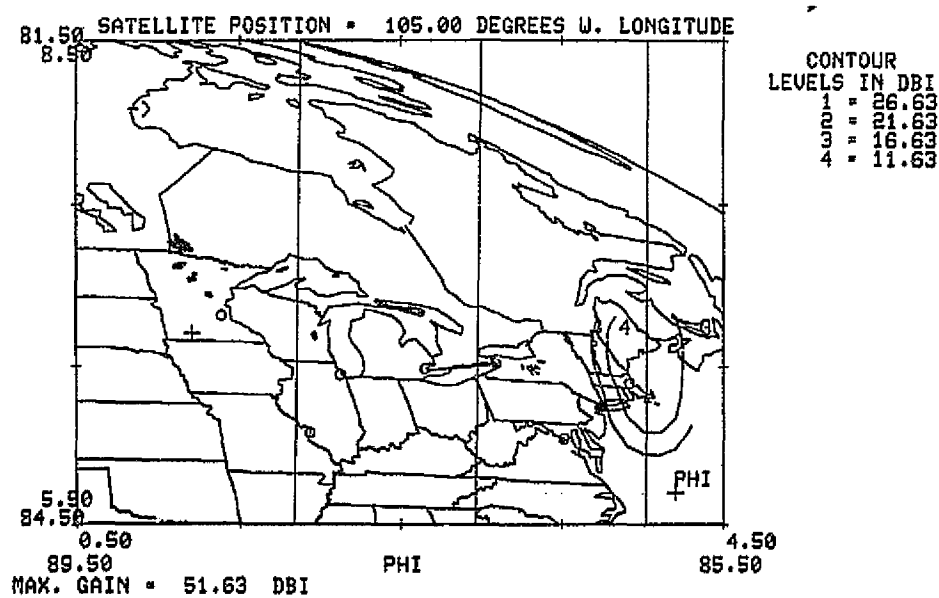 SATELLITE POSITION = 105.00 DEGREES W. LONGITUDE
81.50
8.50
CONTOUR
LEVELS IN DBI
1 = 26.63
2 = 21.63
3 = 16.63
4 = 11.63
4
PHI
5.50
84.50
0.50
4.50
89.50
PHI
85.50
MAX. GAIN = 51.63 DBI